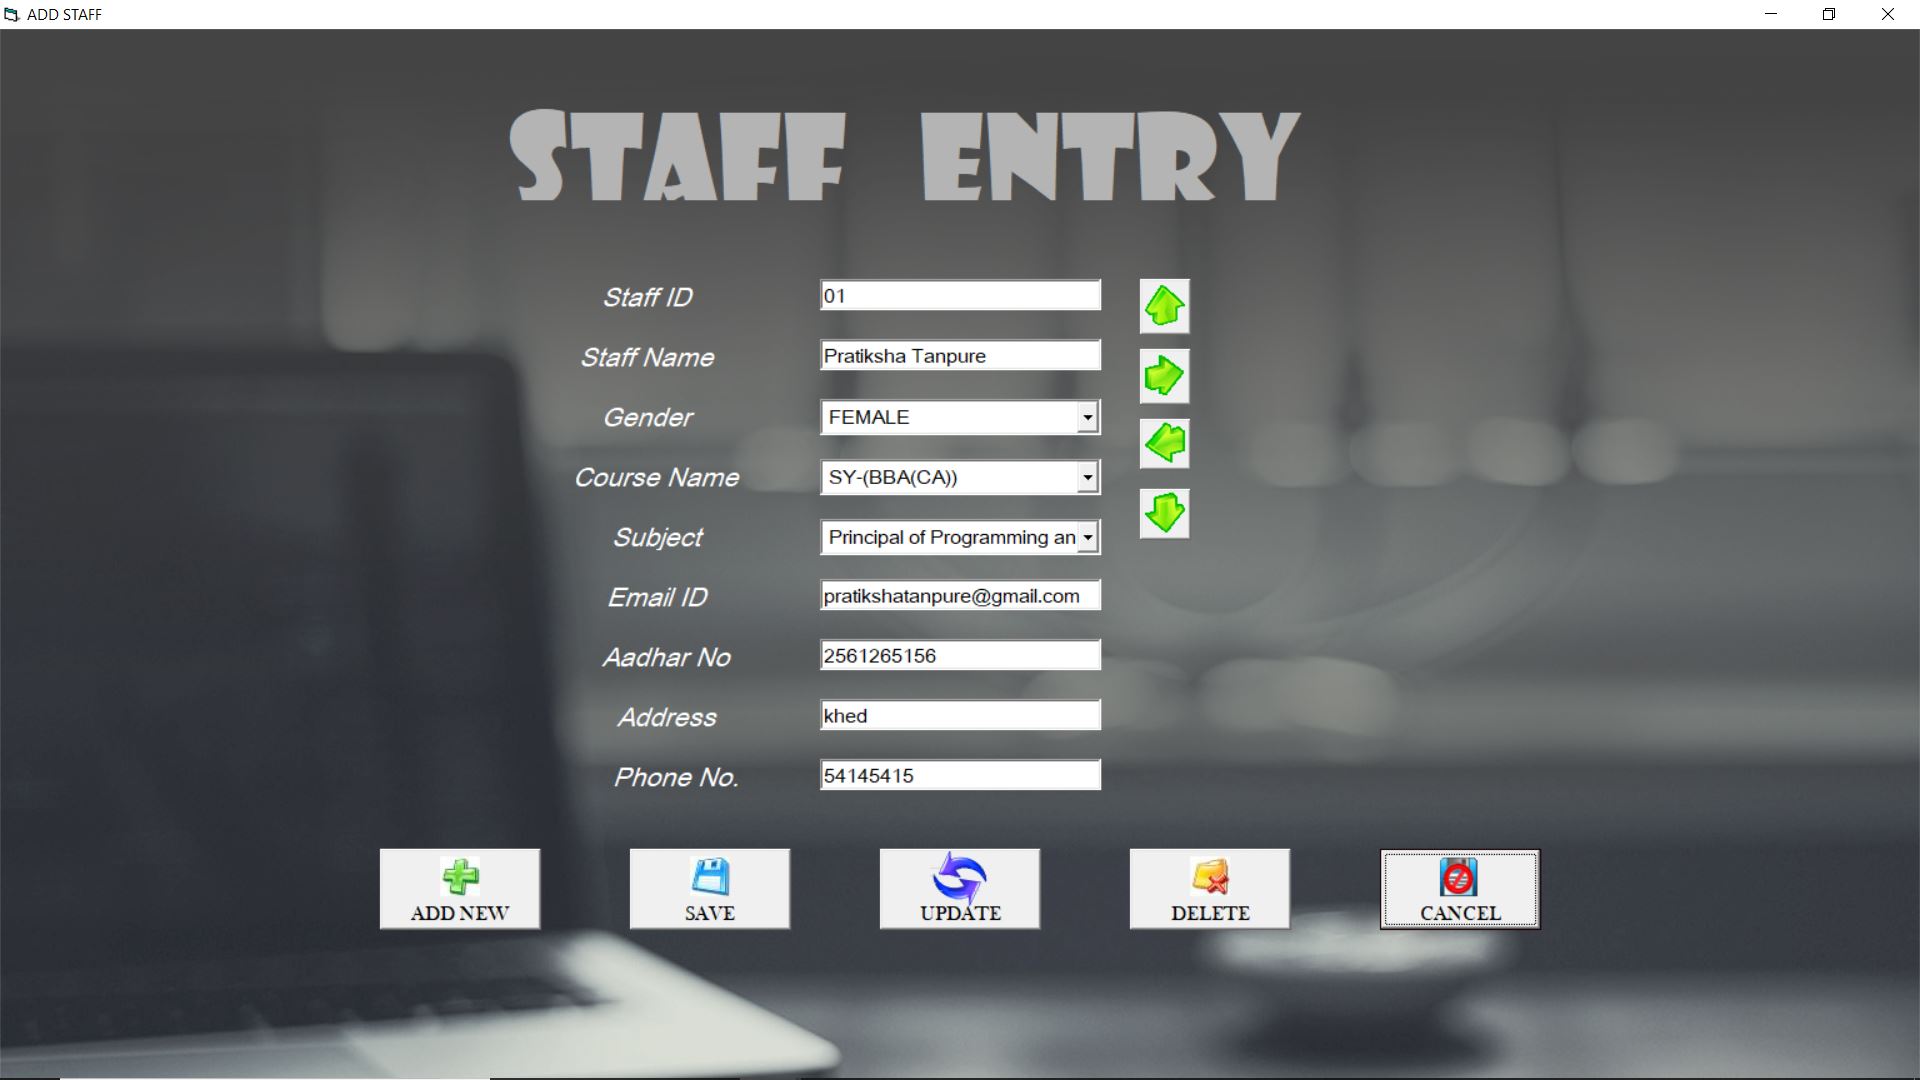 ADD STAFF
STAFF ENTRY
Staff ID 01
Staff Name Pratiksha Tanpure
Gender FEMALE
Course Name SY-(BBA(CA))
Subject Principal of Programming an
Email ID pratikshatanpure@gmail.com
Aadhar No 2561265156
Address khed
Phone No. 54145415
ADD NEW SAVE UPDATE DELETE CANCEL